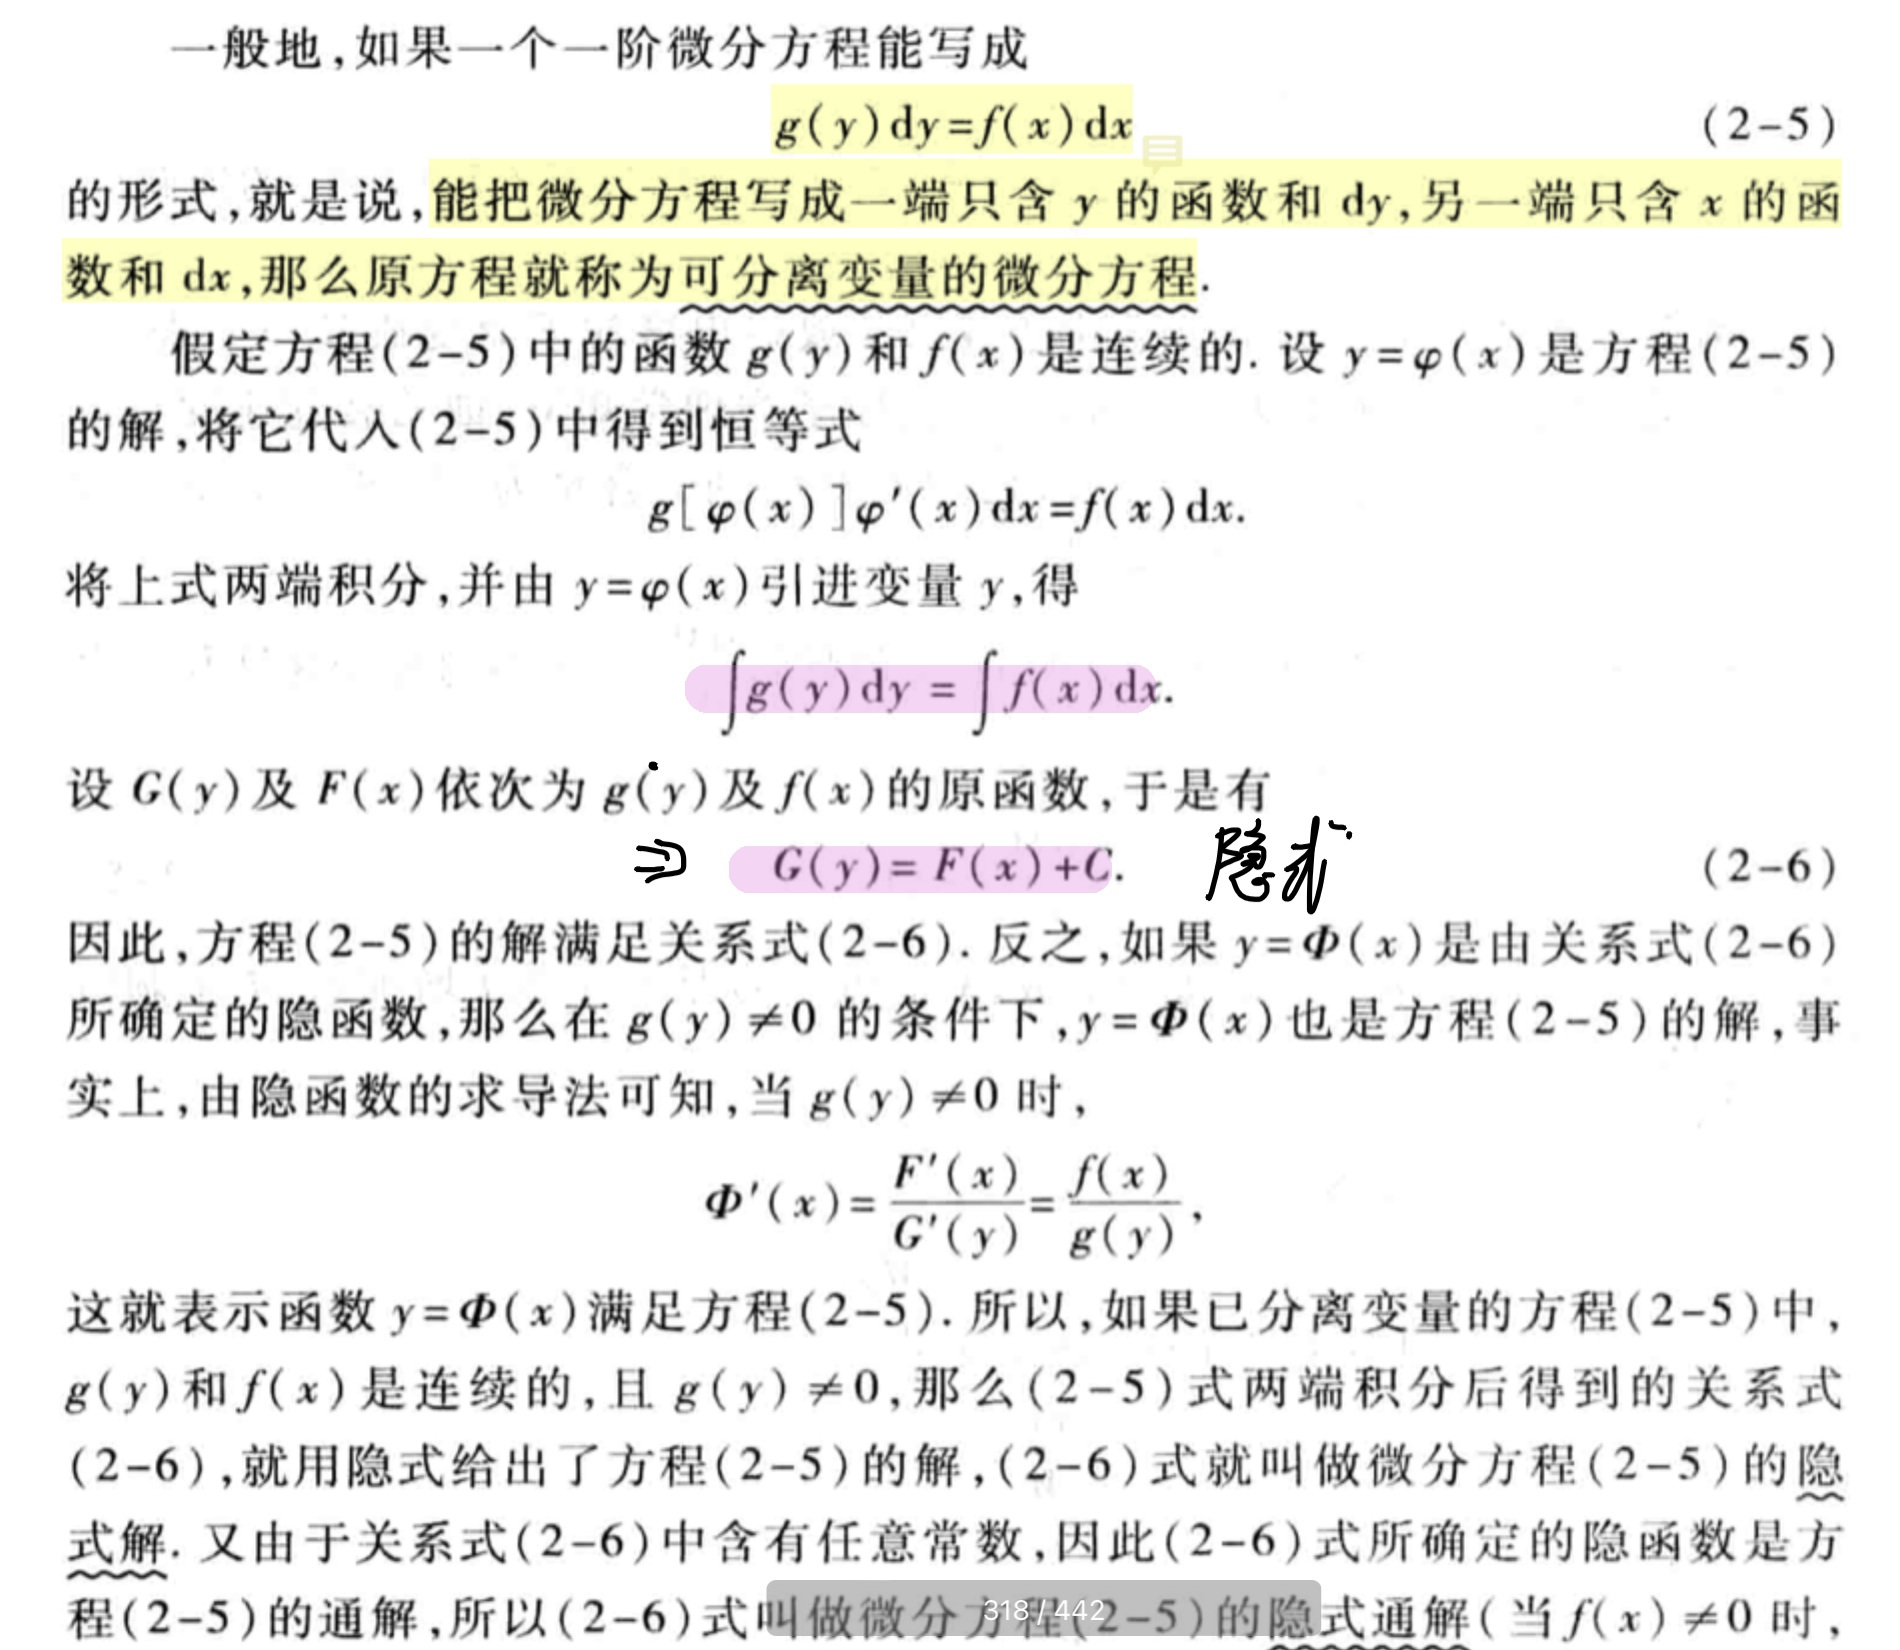 一般地,如果一个一阶微分方程能写成
g(y)dy=f(x)dx (2-5)
的形式,就是说,能把微分方程写成一端只含 y 的函数和 dy,另一端只含 x 的函
数和 dx,那么原方程就称为可分离变量的微分方程.
假定方程(2-5)中的函数 g(y)和 f(x)是连续的. 设 y=φ(x)是方程(2-5)
的解,将它代入(2-5)中得到恒等式
g[φ(x)]φ′(x)dx=f(x)dx.
将上式两端积分,并由 y=φ(x)引进变量 y,得
∫g(y)dy = ∫f(x)dx.
设 G(y)及 F(x)依次为 g(y)及 f(x)的原函数,于是有
⇒ G(y)= F(x)+C. 隐式 (2-6)
因此,方程(2-5)的解满足关系式(2-6). 反之,如果 y=Φ(x)是由关系式(2-6)
所确定的隐函数,那么在 g(y)≠0 的条件下,y=Φ(x)也是方程(2-5)的解,事
实上,由隐函数的求导法可知,当 g(y)≠0 时,
Φ′(x)=F′(x)/G′(y)=f(x)/g(y),
这就表示函数 y=Φ(x)满足方程(2-5). 所以,如果已分离变量的方程(2-5)中,
g(y)和 f(x)是连续的,且 g(y)≠0,那么(2-5)式两端积分后得到的关系式
(2-6),就用隐式给出了方程(2-5)的解,(2-6)式就叫做微分方程(2-5)的隐
式解. 又由于关系式(2-6)中含有任意常数,因此(2-6)式所确定的隐函数是方
程(2-5)的通解,所以(2-6)式叫做微分方程(2-5)的隐式通解(当 f(x)≠0 时,
318 / 442